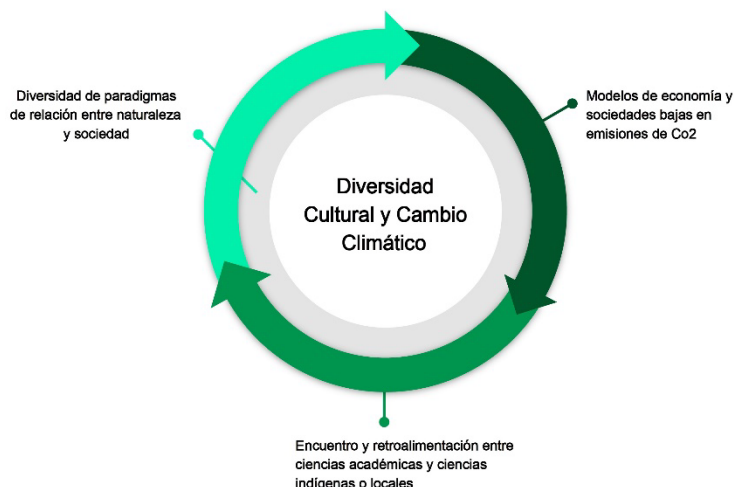 Diversidad de paradigmas
de relación entre naturaleza
y sociedad
Modelos de economía y
sociedades bajas en
emisiones de Co2
Diversidad
Cultural y Cambio
Climático
Encuentro y retroalimentación entre
ciencias académicas y ciencias
indígenas o locales